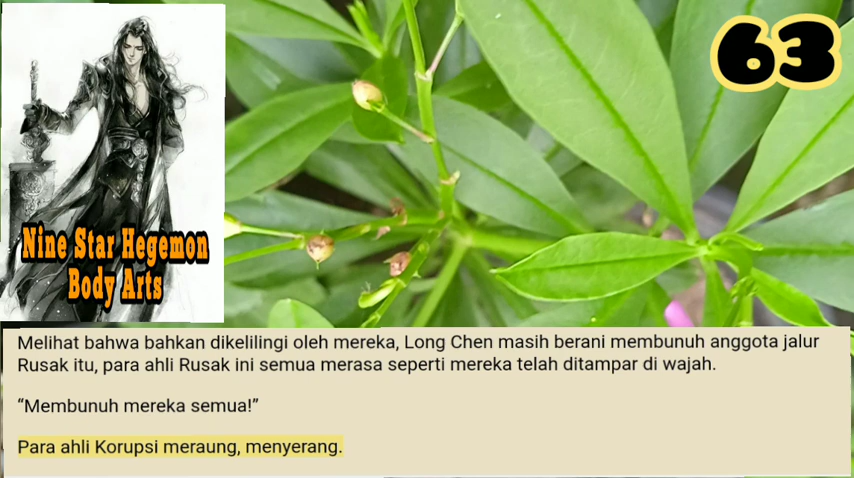 63
Nine Star Hegemon
Body Arts
Melihat bahwa bahkan dikelilingi oleh mereka, Long Chen masih berani membunuh anggota jalur
Rusak itu, para ahli Rusak ini semua merasa seperti mereka telah ditampar di wajah.
“Membunuh mereka semua!”
Para ahli Korupsi meraung, menyerang.